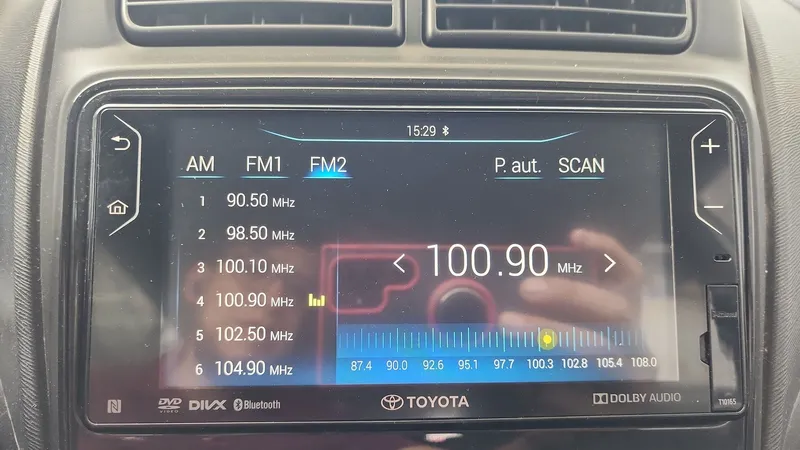 15:29
AM FM1 FM2 P. aut. SCAN
1 90.50 MHz
2 98.50 MHz
3 100.10 MHz
4 100.90 MHz
5 102.50 MHz
6 104.90 MHz
100.90 MHz
87.4 90.0 92.6 95.1 97.7 100.3 102.8 105.4 108.0
DVD VIDEO DIVX Bluetooth TOYOTA DOLBY AUDIO
T10165